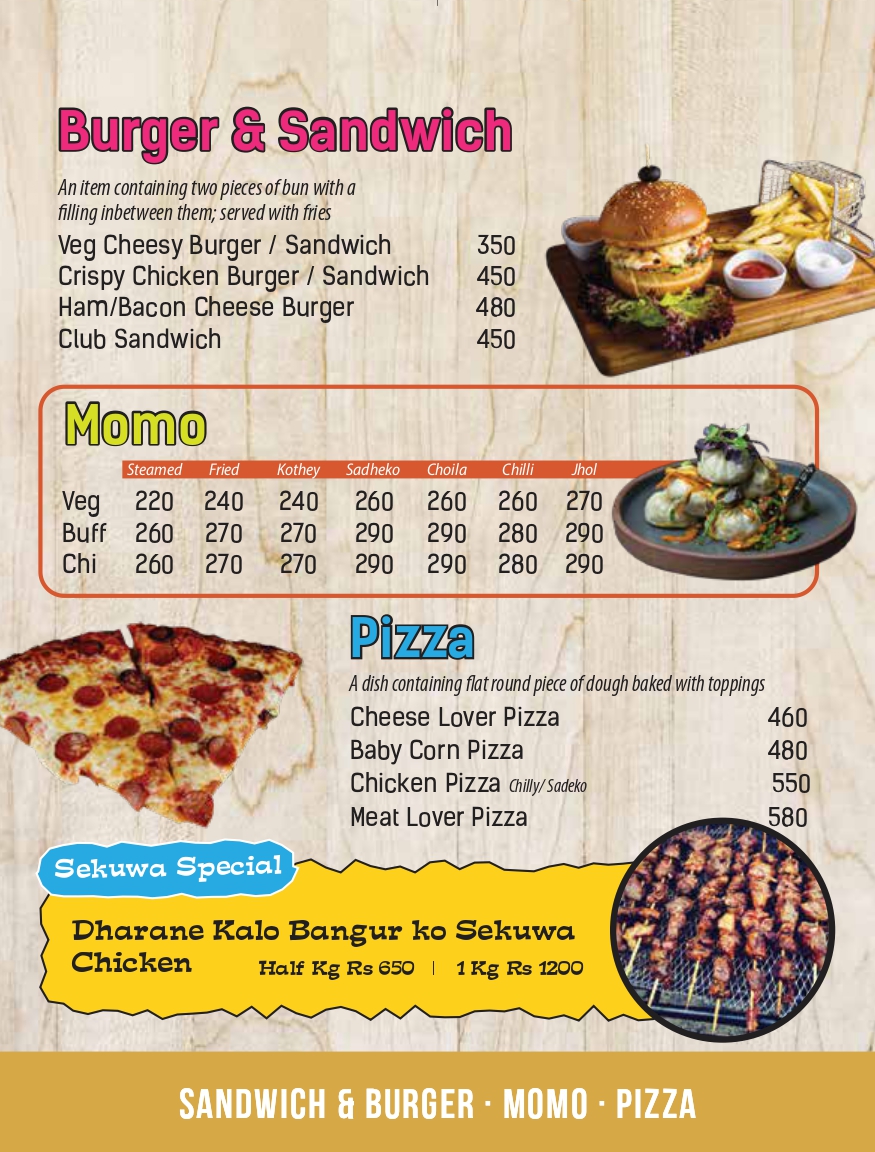 Burger & Sandwich
An item containing two pieces of bun with a
filling inbetween them; served with fries
Veg Cheesy Burger / Sandwich 350
Crispy Chicken Burger / Sandwich 450
Ham/Bacon Cheese Burger 480
Club Sandwich 450
Momo
Steamed Fried Kothey Sadheko Choila Chilli Jhol
Veg 220 240 240 260 260 260 270
Buff 260 270 270 290 290 280 290
Chi 260 270 270 290 290 280 290
Pizza
A dish containing flat round piece of dough baked with toppings
Cheese Lover Pizza 460
Baby Corn Pizza 480
Chicken Pizza Chilly/ Sadeko 550
Meat Lover Pizza 580
Sekuwa Special
Dharane Kalo Bangur ko Sekuwa
Chicken Half Kg Rs 650 | 1 Kg Rs 1200
SANDWICH & BURGER · MOMO · PIZZA